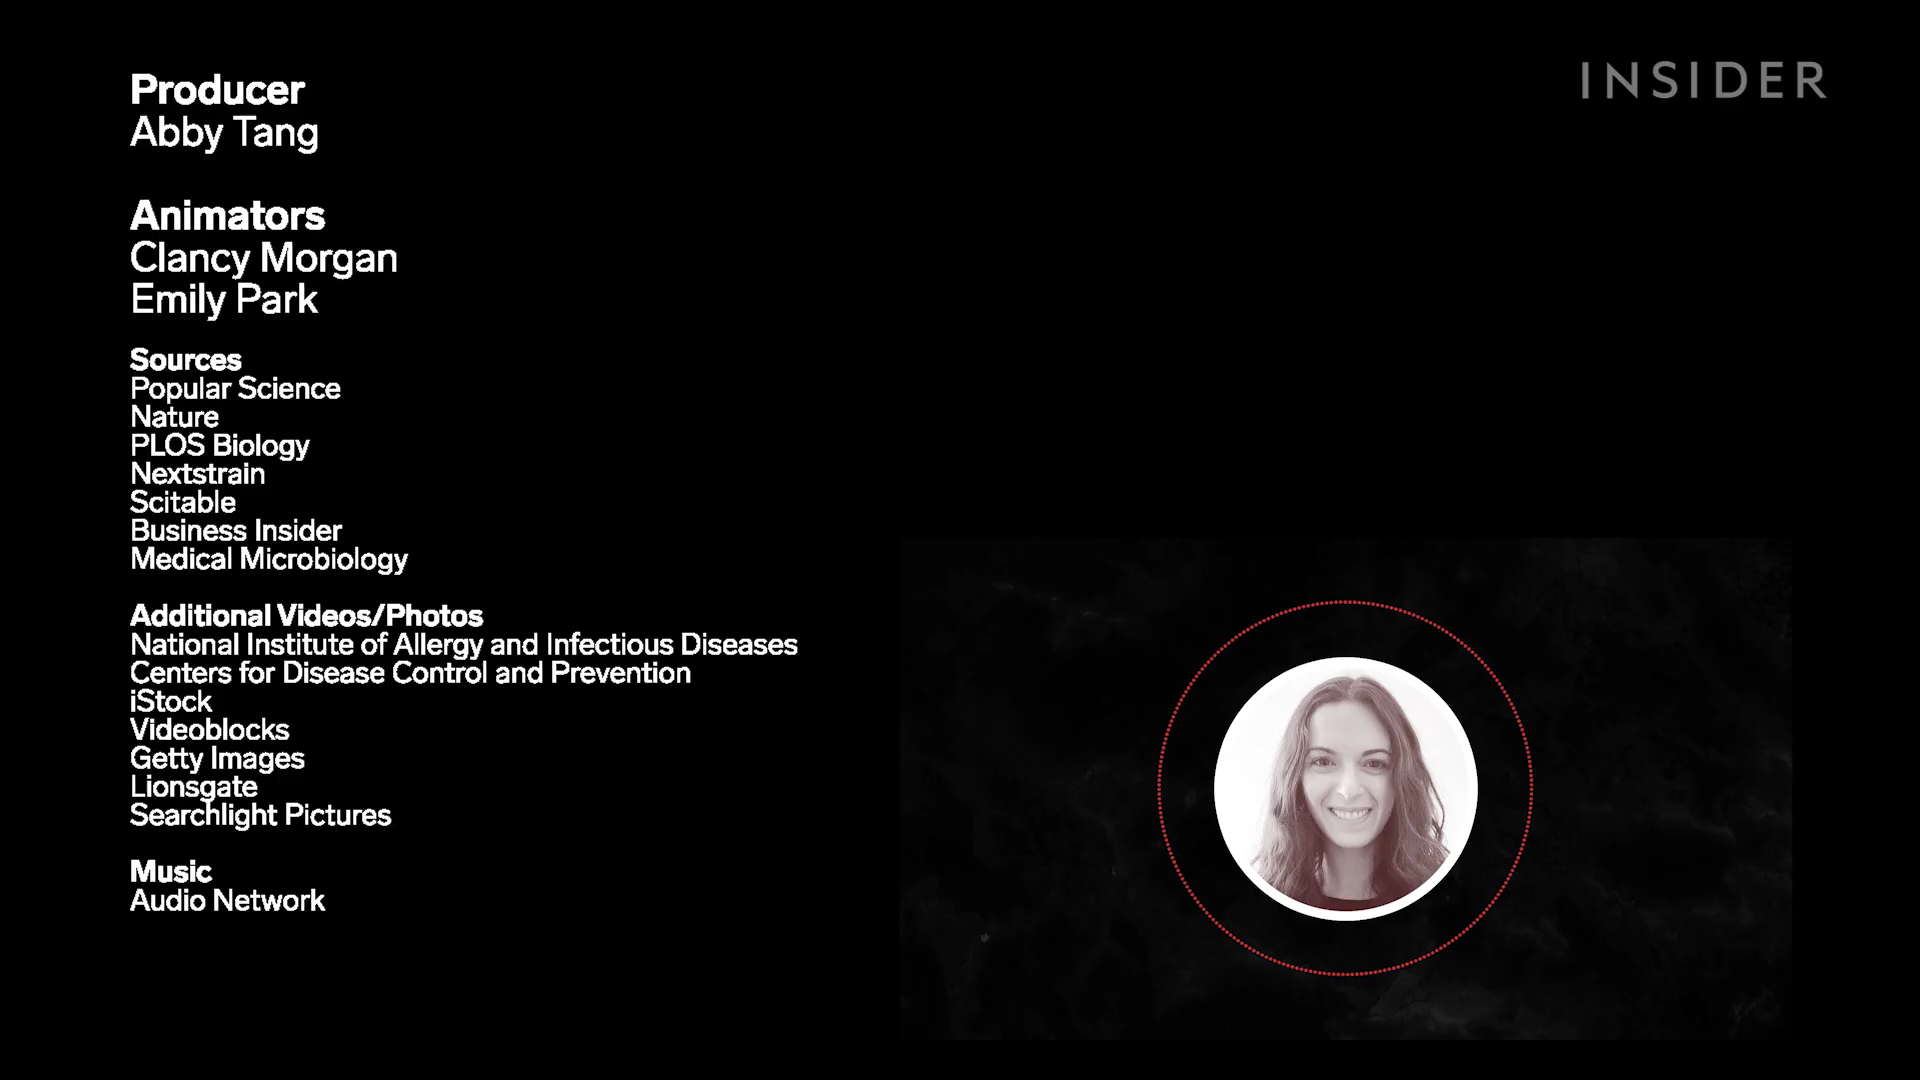 INSIDER
Producer
Abby Tang
Animators
Clancy Morgan
Emily Park
Sources
Popular Science
Nature
PLOS Biology
Nextstrain
Scitable
Business Insider
Medical Microbiology
Additional Videos/Photos
National Institute of Allergy and Infectious Diseases
Centers for Disease Control and Prevention
iStock
Videoblocks
Getty Images
Lionsgate
Searchlight Pictures
Music
Audio Network